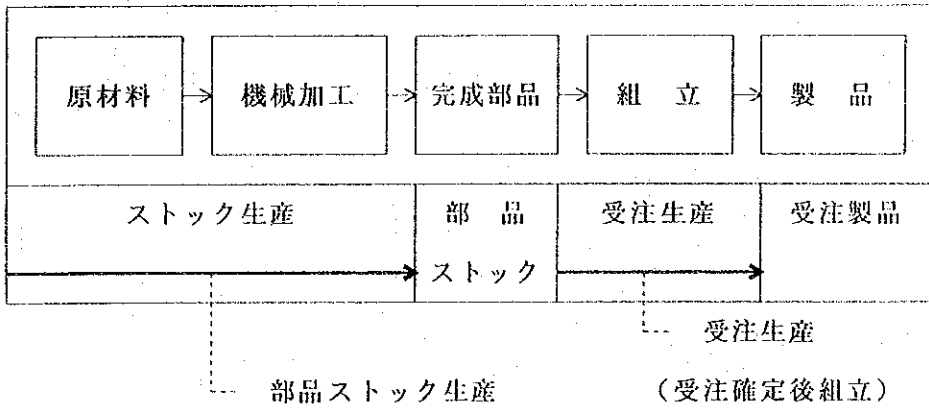 原材料 機械加工 完成部品 組立 製品
ストック生産 部品 受注生産 受注製品
ストック
受注生産
部品ストック生産 (受注確定後組立)